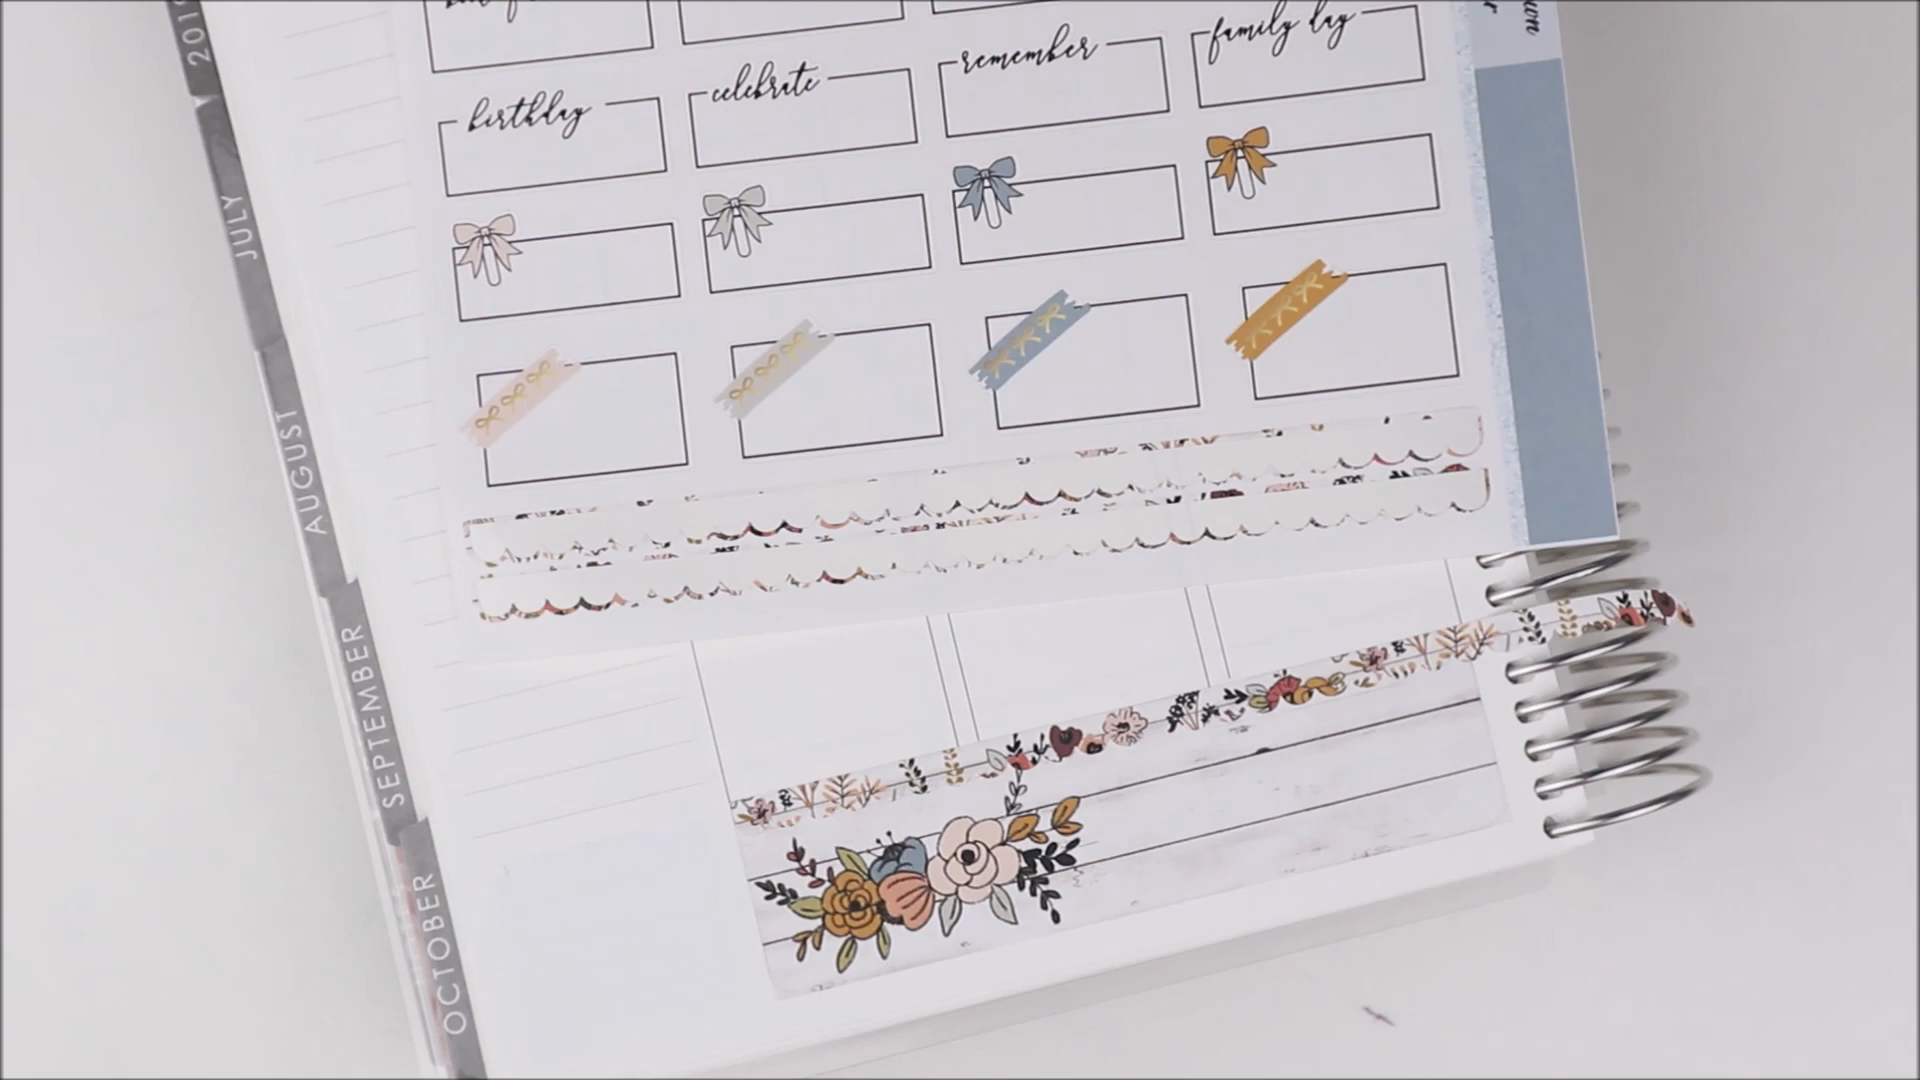 birthday
celebrate
remember
family day
JULY
AUGUST
SEPTEMBER
OCTOBER